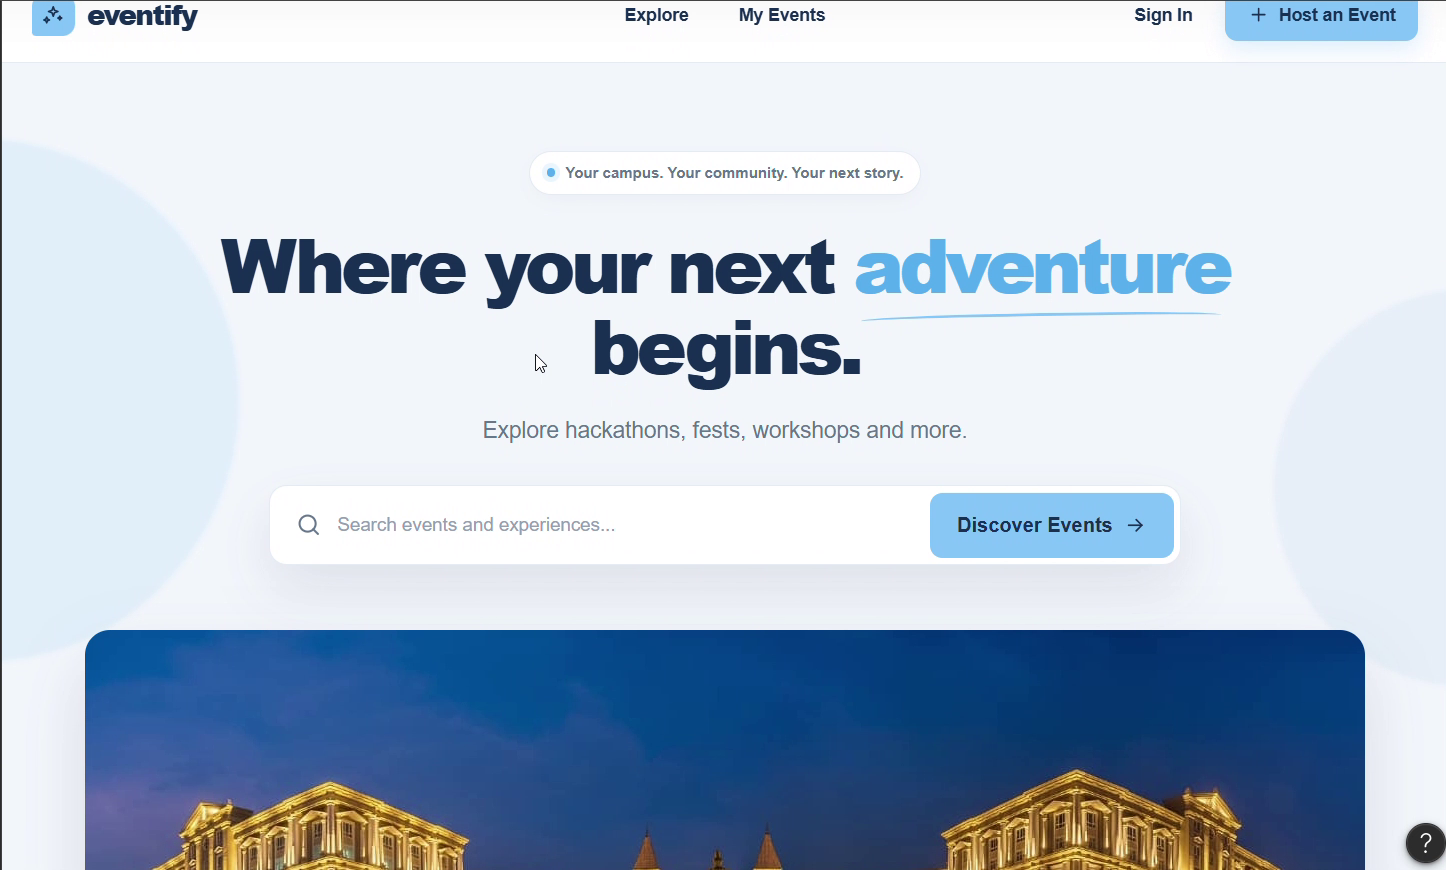 eventify
Explore
My Events
Sign In
Host an Event
Your campus. Your community. Your next story.
Where your next adventure
begins.
Explore hackathons, fests, workshops and more.
Search events and experiences...
Discover Events
?